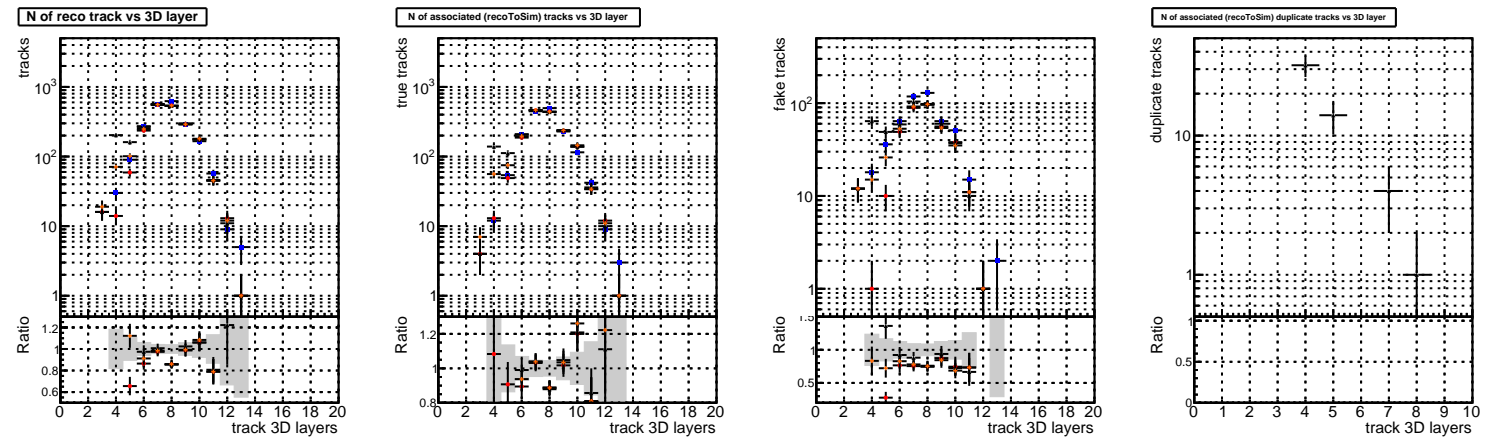 N of reco track vs 3D layer
tracks
10³
10²
10
1
Ratio
1.2
1
0.8
0.6
0 2 4 6 8 10 12 14 16 18 20
track 3D layers
N of associated (recoToSim) tracks vs 3D layer
true tracks
10³
10²
10
1
Ratio
1.2
1
0.8
0 2 4 6 8 10 12 14 16 18 20
track 3D layers
fake tracks
10²
10
1
Ratio
1.5
1
0.5
0 2 4 6 8 10 12 14 16 18 20
track 3D layers
N of associated (recoToSim) duplicate tracks vs 3D layer
duplicate tracks
10
1
Ratio
1
0.5
0
0 1 2 3 4 5 6 7 8 9 10
track 3D layers